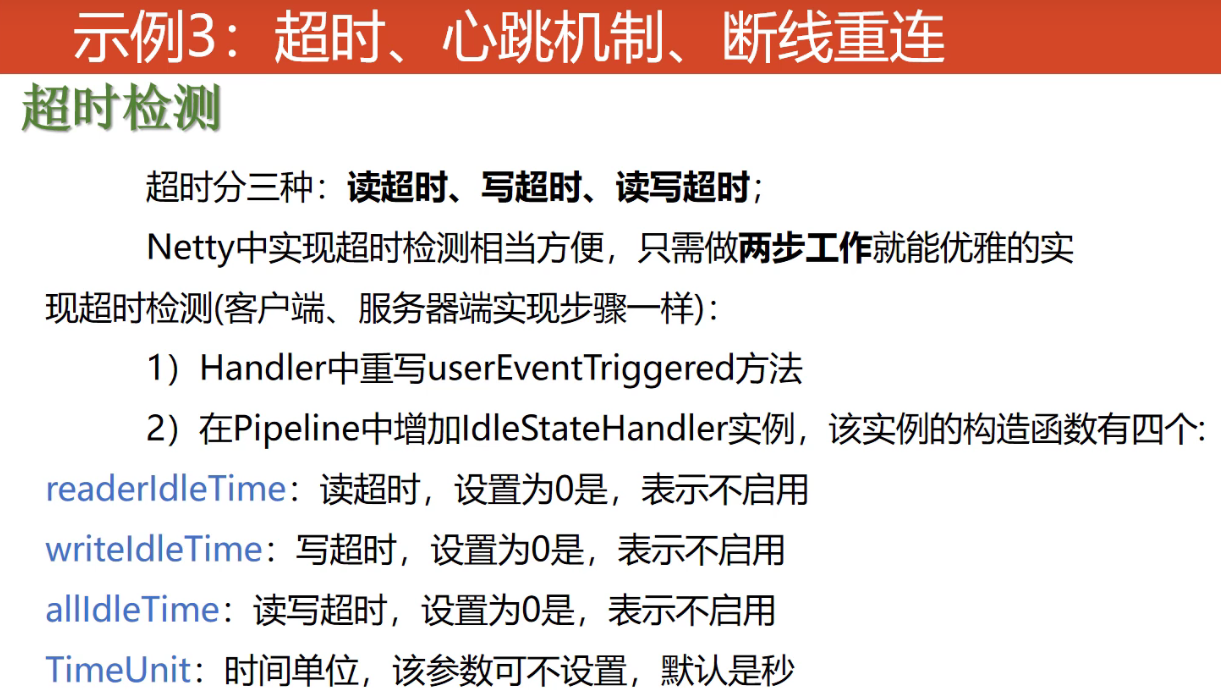 示例3：超时、心跳机制、断线重连
超时检测
超时分三种：读超时、写超时、读写超时；
Netty中实现超时检测相当方便，只需做两步工作就能优雅的实
现超时检测(客户端、服务器端实现步骤一样)：
1）Handler中重写userEventTriggered方法
2）在Pipeline中增加IdleStateHandler实例，该实例的构造函数有四个：
readerIdleTime：读超时，设置为0是，表示不启用
writeIdleTime：写超时，设置为0是，表示不启用
allIdleTime：读写超时，设置为0是，表示不启用
TimeUnit：时间单位，该参数可不设置，默认是秒